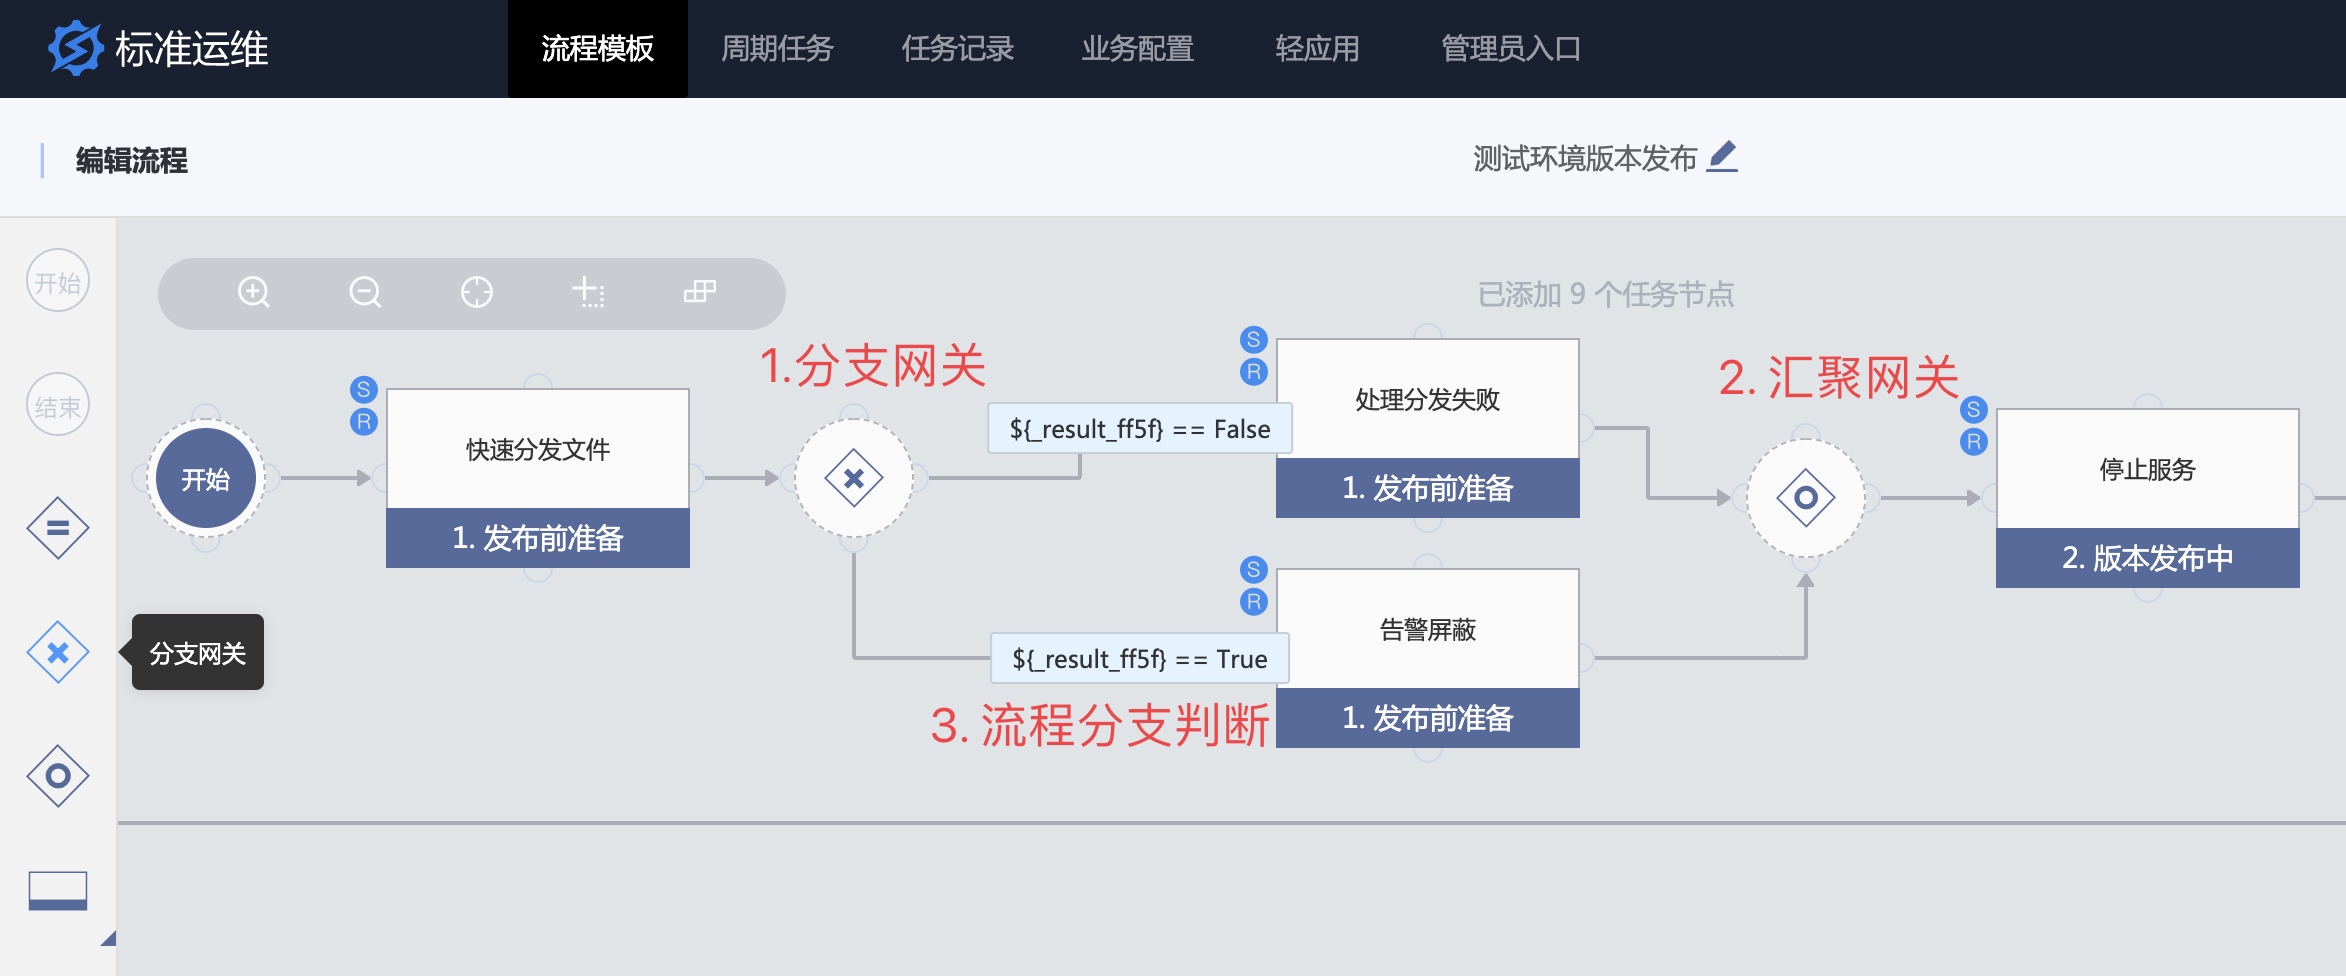 标准运维
流程模板
周期任务
任务记录
业务配置
轻应用
管理员入口
编辑流程
测试环境版本发布
开始
结束
分支网关
已添加 9 个任务节点
开始
S
R
快速分发文件
1. 发布前准备
1.分支网关
${_result_ff5f} == False
S
R
处理分发失败
1. 发布前准备
${_result_ff5f} == True
S
R
告警屏蔽
1. 发布前准备
3. 流程分支判断
2. 汇聚网关
S
R
停止服务
2. 版本发布中